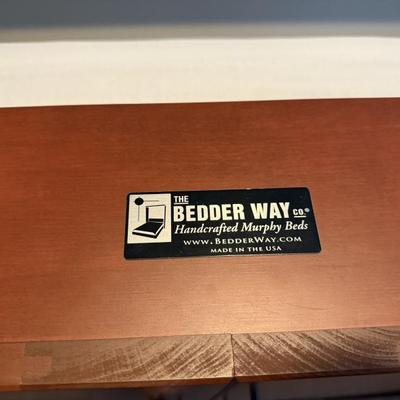 THE
BEDDER WAY CO.®
Handcrafted Murphy Beds
WWW.BEDDERWAY.COM
MADE IN THE USA